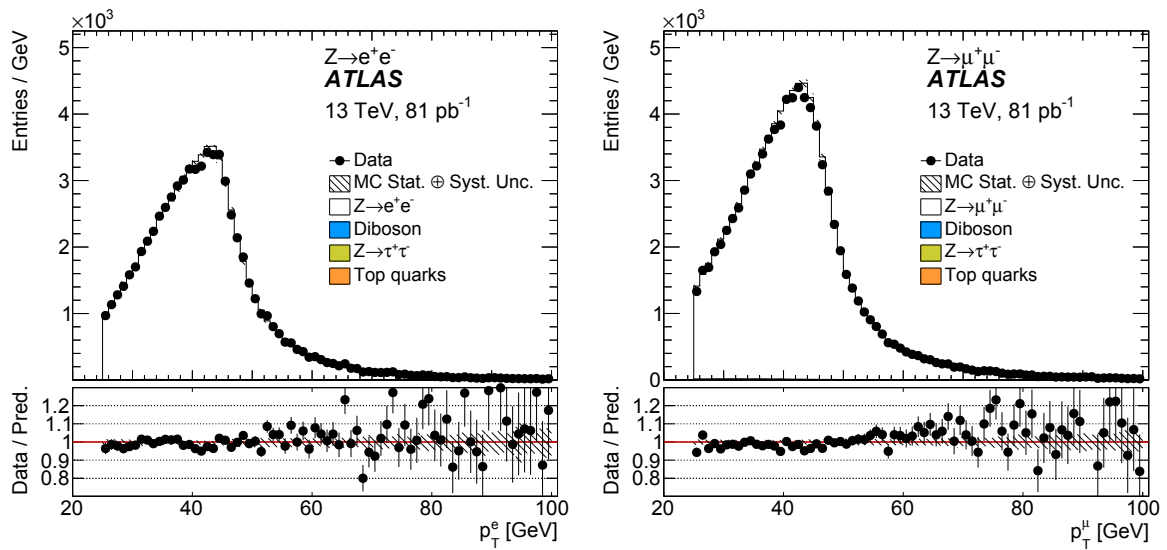 ×10³
Entries / GeV
5
4
3
2
1
Z→e⁺e⁻
ATLAS
13 TeV, 81 pb⁻¹
Data
MC Stat. ⊕ Syst. Unc.
Z→e⁺e⁻
Diboson
Z→τ⁺τ⁻
Top quarks
Data / Pred.
1.2
1.1
1
0.9
0.8
20 40 60 80 100
p_T^e [GeV]
×10³
Entries / GeV
5
4
3
2
1
0
Z→μ⁺μ⁻
ATLAS
13 TeV, 81 pb⁻¹
Data
MC Stat. ⊕ Syst. Unc.
Z→μ⁺μ⁻
Diboson
Z→τ⁺τ⁻
Top quarks
Data / Pred.
1.2
1.1
1
0.9
0.8
20 40 60 80 100
p_T^μ [GeV]